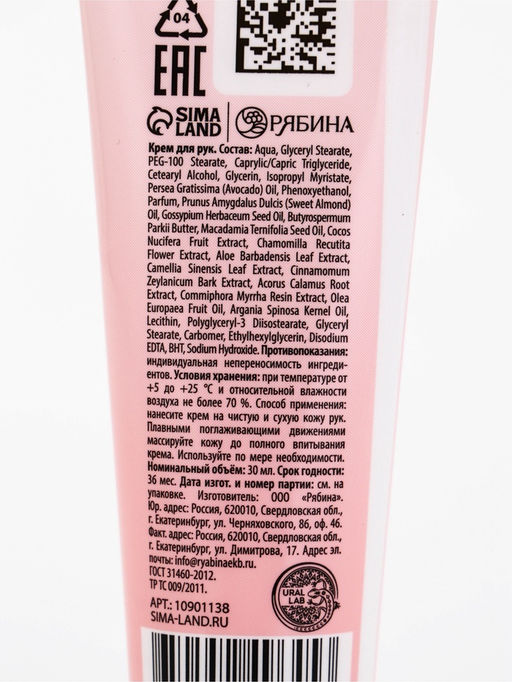 04
EAC
SIMA LAND
РЯБИНА
Крем для рук. Состав: Aqua, Glyceryl Stearate,
PEG-100 Stearate, Caprylic/Capric Triglyceride,
Cetearyl Alcohol, Glycerin, Isopropyl Myristate,
Persea Gratissima (Avocado) Oil, Phenoxyethanol,
Parfum, Prunus Amygdalus Dulcis (Sweet Almond)
Oil, Gossypium Herbaceum Seed Oil, Butyrospermum
Parkii Butter, Macadamia Ternifolia Seed Oil, Cocos
Nucifera Fruit Extract, Chamomilla Recutita
Flower Extract, Aloe Barbadensis Leaf Extract,
Camellia Sinensis Leaf Extract, Cinnamomum
Zeylanicum Bark Extract, Acorus Calamus Root
Extract, Commiphora Myrrha Resin Extract, Olea
Europaea Fruit Oil, Argania Spinosa Kernel Oil,
Lecithin, Polyglyceryl-3 Diisostearate, Glyceryl
Stearate, Carbomer, Ethylhexylglycerin, Disodium
EDTA, BHT, Sodium Hydroxide. Противопоказания:
индивидуальная непереносимость ингреди-
ентов. Условия хранения: при температуре от
+5 до +25 °С и относительной влажности
воздуха не более 70 %. Способ применения:
нанесите крем на чистую и сухую кожу рук.
Плавными поглаживающими движениями
массируйте кожу до полного впитывания
крема. Используйте по мере необходимости.
Номинальный объём: 30 мл. Срок годности:
36 мес. Дата изгот. и номер партии: см. на
упаковке. Изготовитель: ООО «Рябина».
Юр. адрес: Россия, 620010, Свердловская обл.,
г. Екатеринбург, ул. Черняховского, 86, оф. 46.
Факт. адрес: Россия, 620010, Свердловская обл.,
г. Екатеринбург, ул. Димитрова, 17. Адрес эл.
почты: info@ryabinaekb.ru.
ГОСТ 31460-2012.
ТР ТС 009/2011.
URAL LAB
АРТ.: 10901138
SIMA-LAND.RU